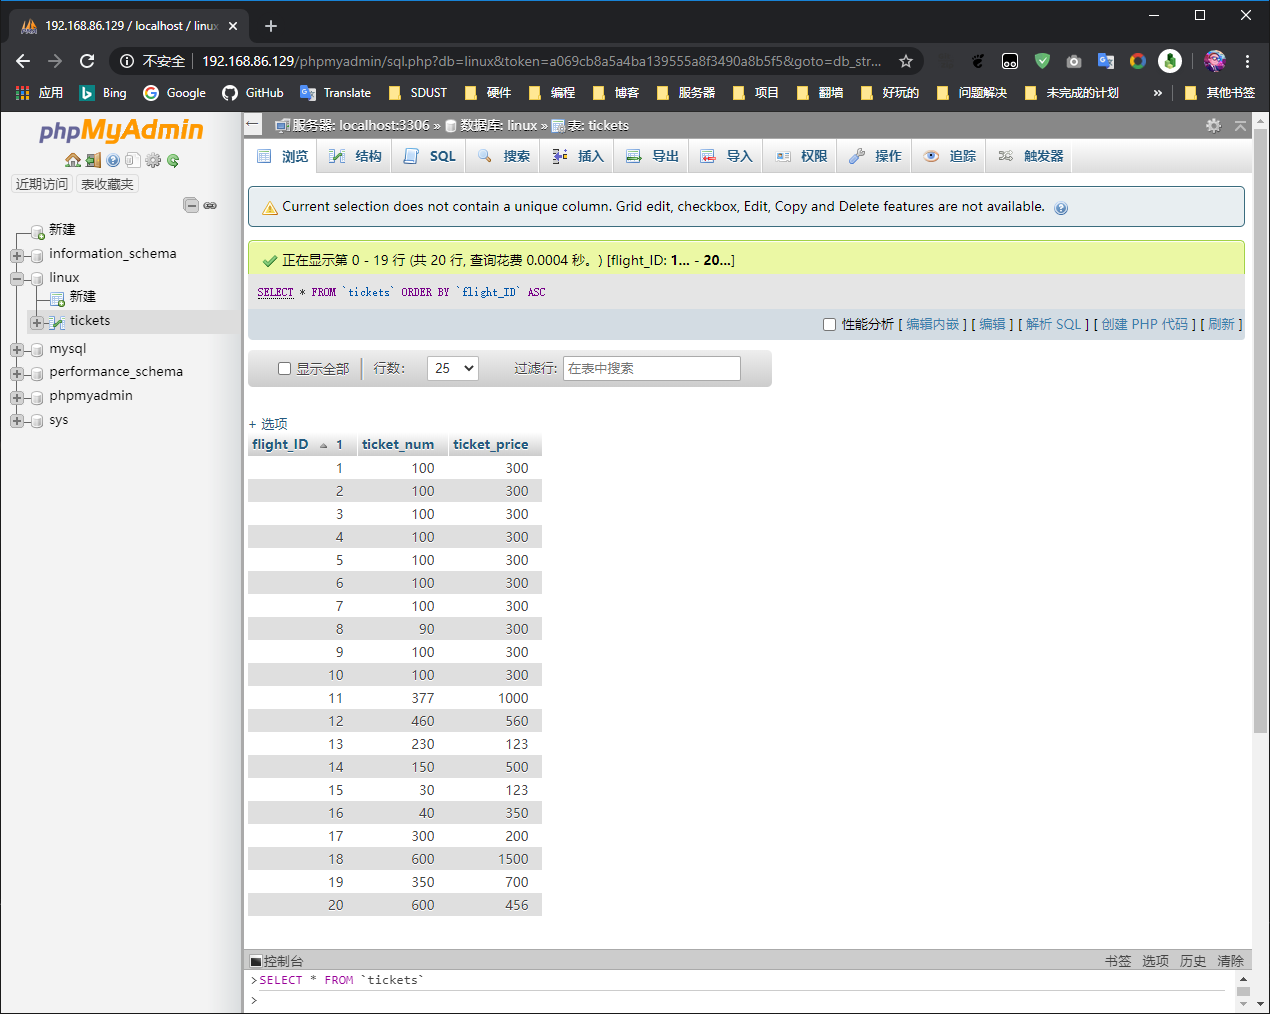 192.168.86.129 / localhost / linux
不安全 192.168.86.129/phpmyadmin/sql.php?db=linux&token=a069cb8a5a4ba139555a8f3490a8b5f5&goto=db_str...
应用 Bing Google GitHub Translate SDUST 硬件 编程 博客 服务器 项目 翻墙 好玩的 问题解决 未完成的计划 » 其他书签
phpMyAdmin
近期访问 表收藏夹
新建
information_schema
linux
新建
tickets
mysql
performance_schema
phpmyadmin
sys
服务器: localhost:3306 » 数据库: linux » 表: tickets
浏览 结构 SQL 搜索 插入 导出 导入 权限 操作 追踪 触发器
Current selection does not contain a unique column. Grid edit, checkbox, Edit, Copy and Delete features are not available.
正在显示第 0 - 19 行 (共 20 行, 查询花费 0.0004 秒。) [flight_ID: 1... - 20...]
SELECT * FROM `tickets` ORDER BY `flight_ID` ASC
性能分析 [ 编辑内嵌 ] [ 编辑 ] [ 解析 SQL ] [ 创建 PHP 代码 ] [ 刷新 ]
显示全部 行数: 25 过滤行: 在表中搜索
+ 选项
flight_ID 1 ticket_num ticket_price
1 100 300
2 100 300
3 100 300
4 100 300
5 100 300
6 100 300
7 100 300
8 90 300
9 100 300
10 100 300
11 377 1000
12 460 560
13 230 123
14 150 500
15 30 123
16 40 350
17 300 200
18 600 1500
19 350 700
20 600 456
控制台 书签 选项 历史 清除
>SELECT * FROM `tickets`
>